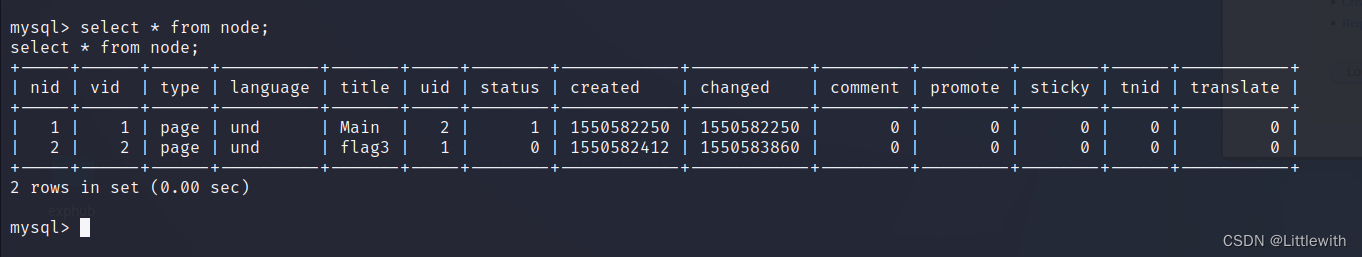 mysql> select * from node;
select * from node;
+-----+-----+------+----------+-------+-----+--------+------------+------------+---------+---------+--------+------+-----------+
| nid | vid | type | language | title | uid | status | created | changed | comment | promote | sticky | tnid | translate |
+-----+-----+------+----------+-------+-----+--------+------------+------------+---------+---------+--------+------+-----------+
| 1 | 1 | page | und | Main | 2 | 1 | 1550582250 | 1550582250 | 0 | 0 | 0 | 0 | 0 |
| 2 | 2 | page | und | flag3 | 1 | 0 | 1550582412 | 1550583860 | 0 | 0 | 0 | 0 | 0 |
+-----+-----+------+----------+-------+-----+--------+------------+------------+---------+---------+--------+------+-----------+
2 rows in set (0.00 sec)
exphub
mysql>
CSDN @Littlewith